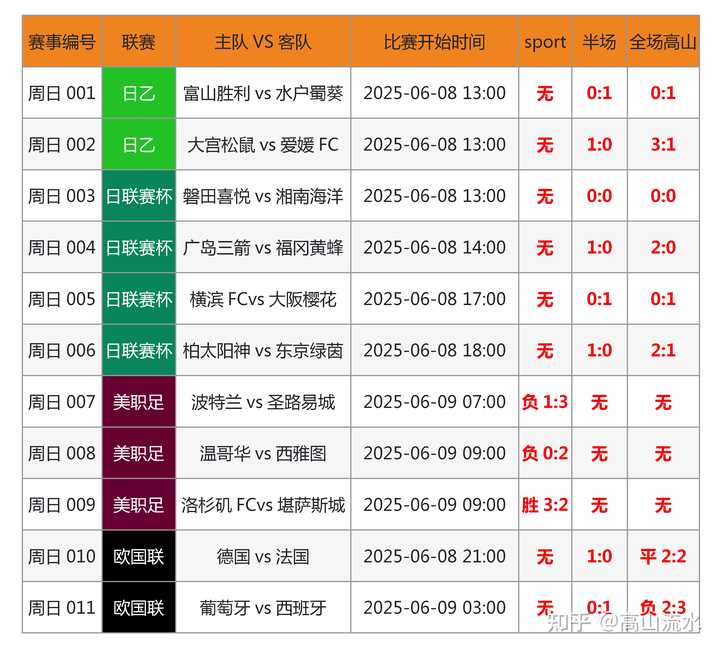 赛事编号 联赛 主队 VS 客队 比赛开始时间 sport 半场 全场高山
周日 001 日乙 富山胜利 vs 水户蜀葵 2025-06-08 13:00 无 0:1 0:1
周日 002 日乙 大宫松鼠 vs 爱媛 FC 2025-06-08 13:00 无 1:0 3:1
周日 003 日联赛杯 磐田喜悦 vs 湘南海洋 2025-06-08 13:00 无 0:0 0:0
周日 004 日联赛杯 广岛三箭 vs 福冈黄蜂 2025-06-08 14:00 无 1:0 2:0
周日 005 日联赛杯 横滨 FCvs 大阪樱花 2025-06-08 17:00 无 0:1 0:1
周日 006 日联赛杯 柏太阳神 vs 东京绿茵 2025-06-08 18:00 无 1:0 2:1
周日 007 美职足 波特兰 vs 圣路易城 2025-06-09 07:00 负 1:3 无 无
周日 008 美职足 温哥华 vs 西雅图 2025-06-09 09:00 负 0:2 无 无
周日 009 美职足 洛杉矶 FCvs 堪萨斯城 2025-06-09 09:00 胜 3:2 无 无
周日 010 欧国联 德国 vs 法国 2025-06-08 21:00 无 1:0 平 2:2
周日 011 欧国联 葡萄牙 vs 西班牙 2025-06-09 03:00 无 0:1 负 2:3
知乎 @高山流水